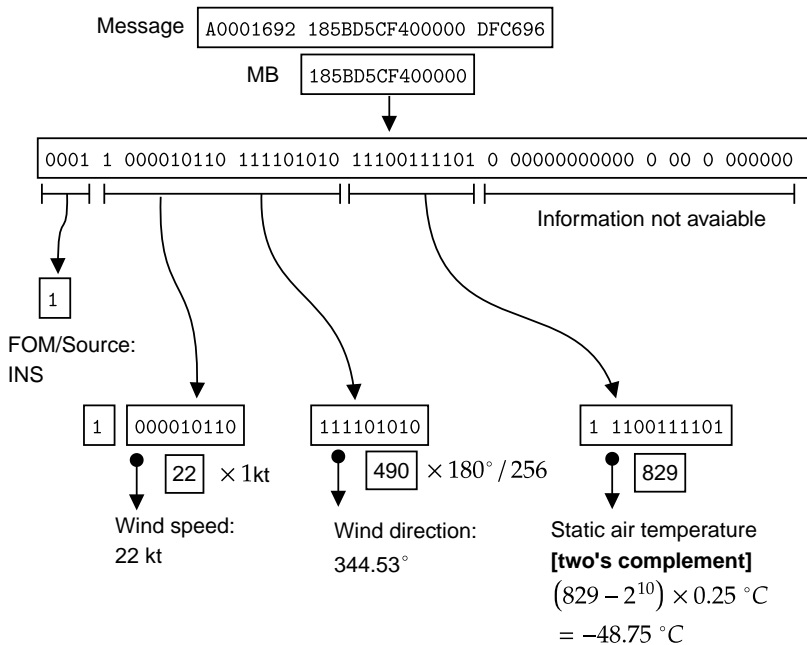 Message A0001692 185BD5CF400000 DFC696
MB 185BD5CF400000
0001 1 000010110 111101010 11100111101 0 00000000000 0 00 0 000000
Information not avaiable
1
FOM/Source:
INS
1 000010110
22 × 1kt
Wind speed:
22 kt
111101010
490 × 180° / 256
Wind direction:
344.53°
1 1100111101
829
Static air temperature
[two's complement]
(829 − 2¹⁰) × 0.25 °C
= −48.75 °C